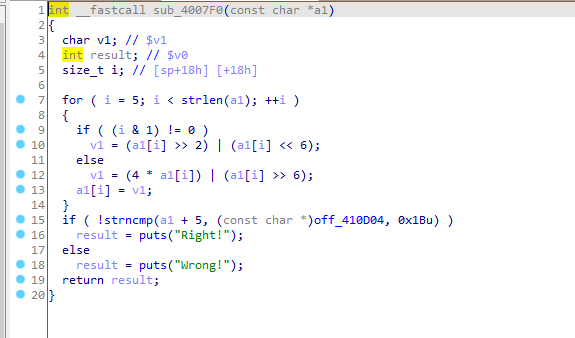 1 int __fastcall sub_4007F0(const char *a1)
2 {
3 char v1; // $v1
4 int result; // $v0
5 size_t i; // [sp+18h] [+18h]
6
7 for ( i = 5; i < strlen(a1); ++i )
8 {
9 if ( (i & 1) != 0 )
10 v1 = (a1[i] >> 2) | (a1[i] << 6);
11 else
12 v1 = (4 * a1[i]) | (a1[i] >> 6);
13 a1[i] = v1;
14 }
15 if ( !strncmp(a1 + 5, (const char *)off_410D04, 0x1Bu) )
16 result = puts("Right!");
17 else
18 result = puts("Wrong!");
19 return result;
20 }